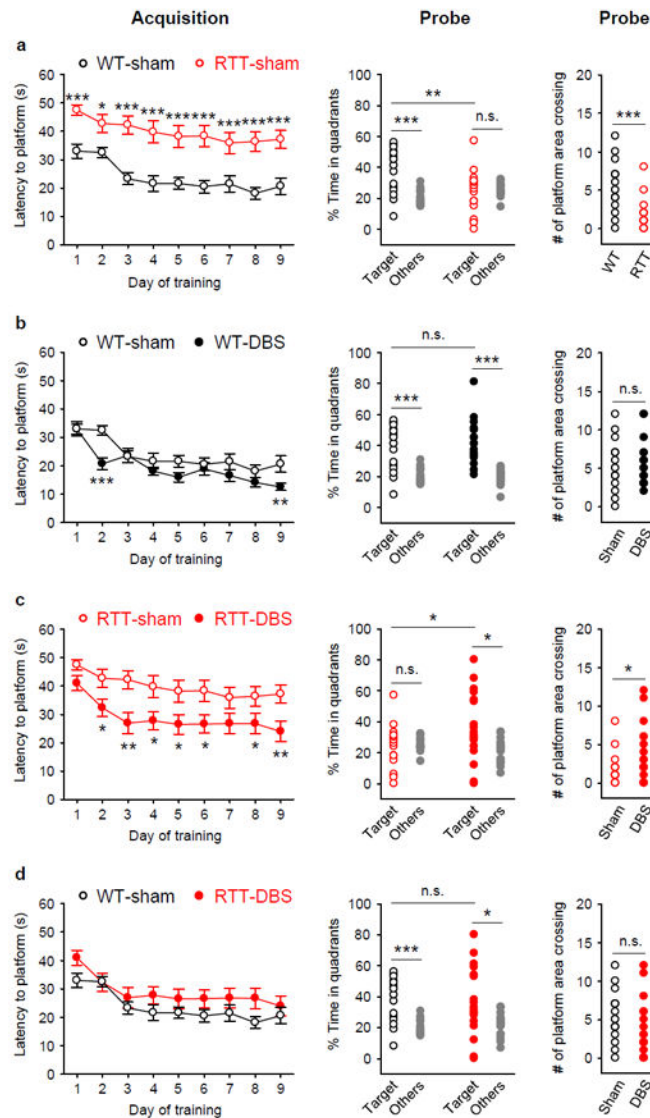 Acquisition Probe Probe
a
WT-sham RTT-sham
Latency to platform (s)
60
50
40
30
20
10
0
*** * *** *** *** *** *** *** ***
1 2 3 4 5 6 7 8 9
Day of training
% Time in quadrants
100
80
60
40
20
0
**
*** n.s.
Target Others Target Others
# of platform area crossing
20
15
10
5
0
***
WT RTT
b
WT-sham WT-DBS
Latency to platform (s)
60
50
40
30
20
10
0
*** **
1 2 3 4 5 6 7 8 9
Day of training
% Time in quadrants
100
80
60
40
20
0
n.s.
*** ***
Target Others Target Others
# of platform area crossing
20
15
10
5
0
n.s.
Sham DBS
c
RTT-sham RTT-DBS
Latency to platform (s)
60
50
40
30
20
10
0
* ** * * * * **
1 2 3 4 5 6 7 8 9
Day of training
% Time in quadrants
100
80
60
40
20
0
*
n.s. *
Target Others Target Others
# of platform area crossing
20
15
10
5
0
*
Sham DBS
d
WT-sham RTT-DBS
Latency to platform (s)
60
50
40
30
20
10
0
1 2 3 4 5 6 7 8 9
Day of training
% Time in quadrants
100
80
60
40
20
0
n.s.
*** *
Target Others Target Others
# of platform area crossing
20
15
10
5
0
n.s.
Sham DBS